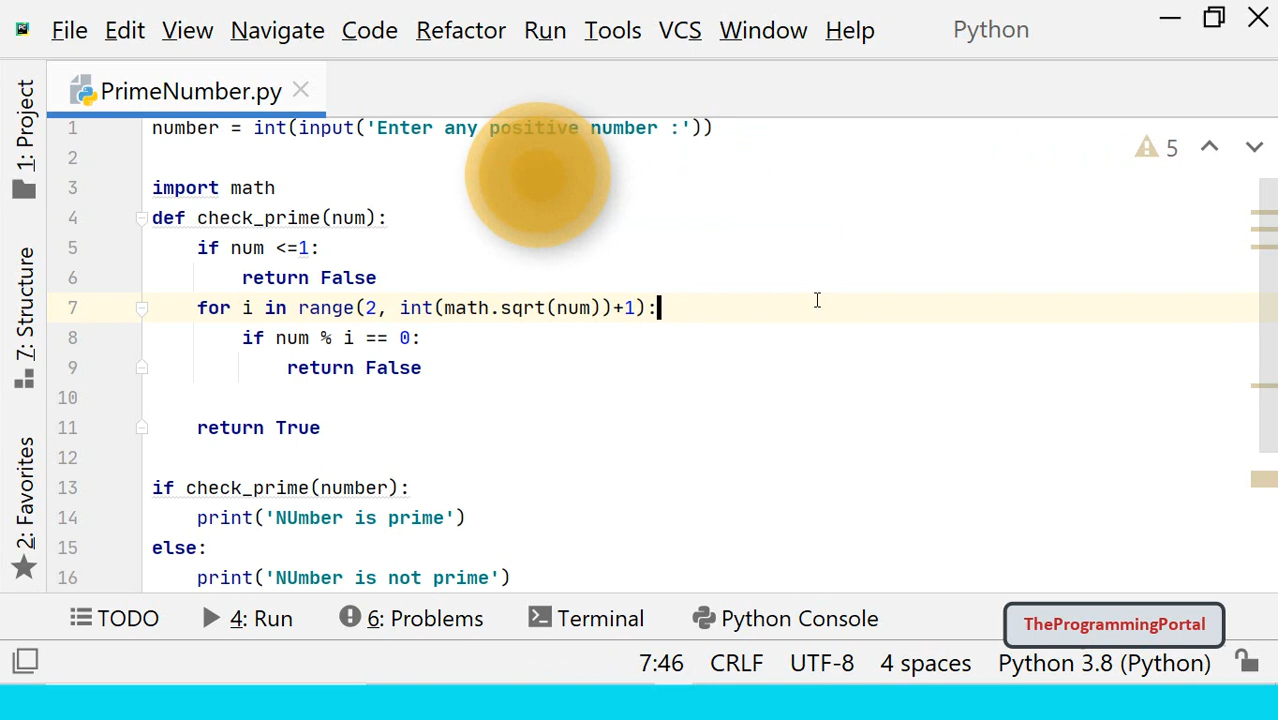 File Edit View Navigate Code Refactor Run Tools VCS Window Help Python
PrimeNumber.py
1: Project
7: Structure
2: Favorites
5
1 number = int(input('Enter any positive number :'))
2
3 import math
4 def check_prime(num):
5     if num <=1:
6         return False
7     for i in range(2, int(math.sqrt(num))+1):
8         if num % i == 0:
9             return False
10
11     return True
12
13 if check_prime(number):
14     print('NUmber is prime')
15 else:
16     print('NUmber is not prime')
TODO 4: Run 6: Problems Terminal Python Console
TheProgrammingPortal
7:46 CRLF UTF-8 4 spaces Python 3.8 (Python)